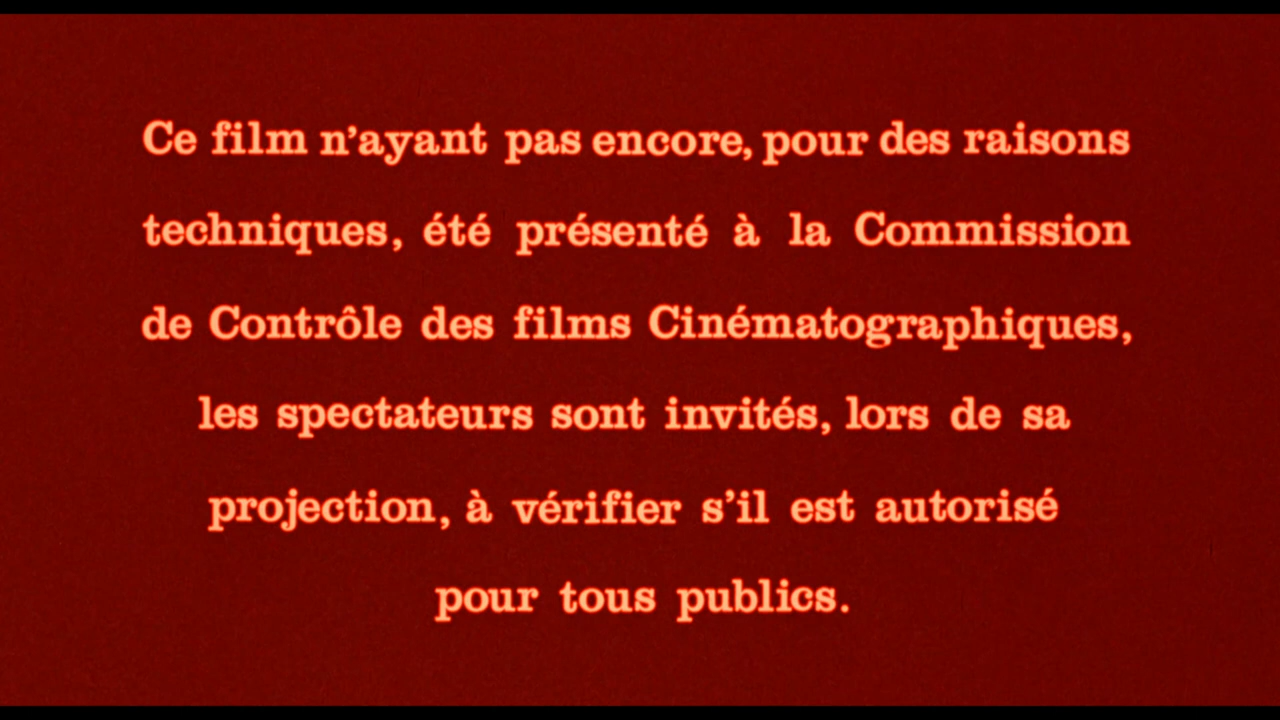 Ce film n’ayant pas encore, pour des raisons
techniques, été présenté à la Commission
de Contrôle des films Cinématographiques,
les spectateurs sont invités, lors de sa
projection, à vérifier s’il est autorisé
pour tous publics.